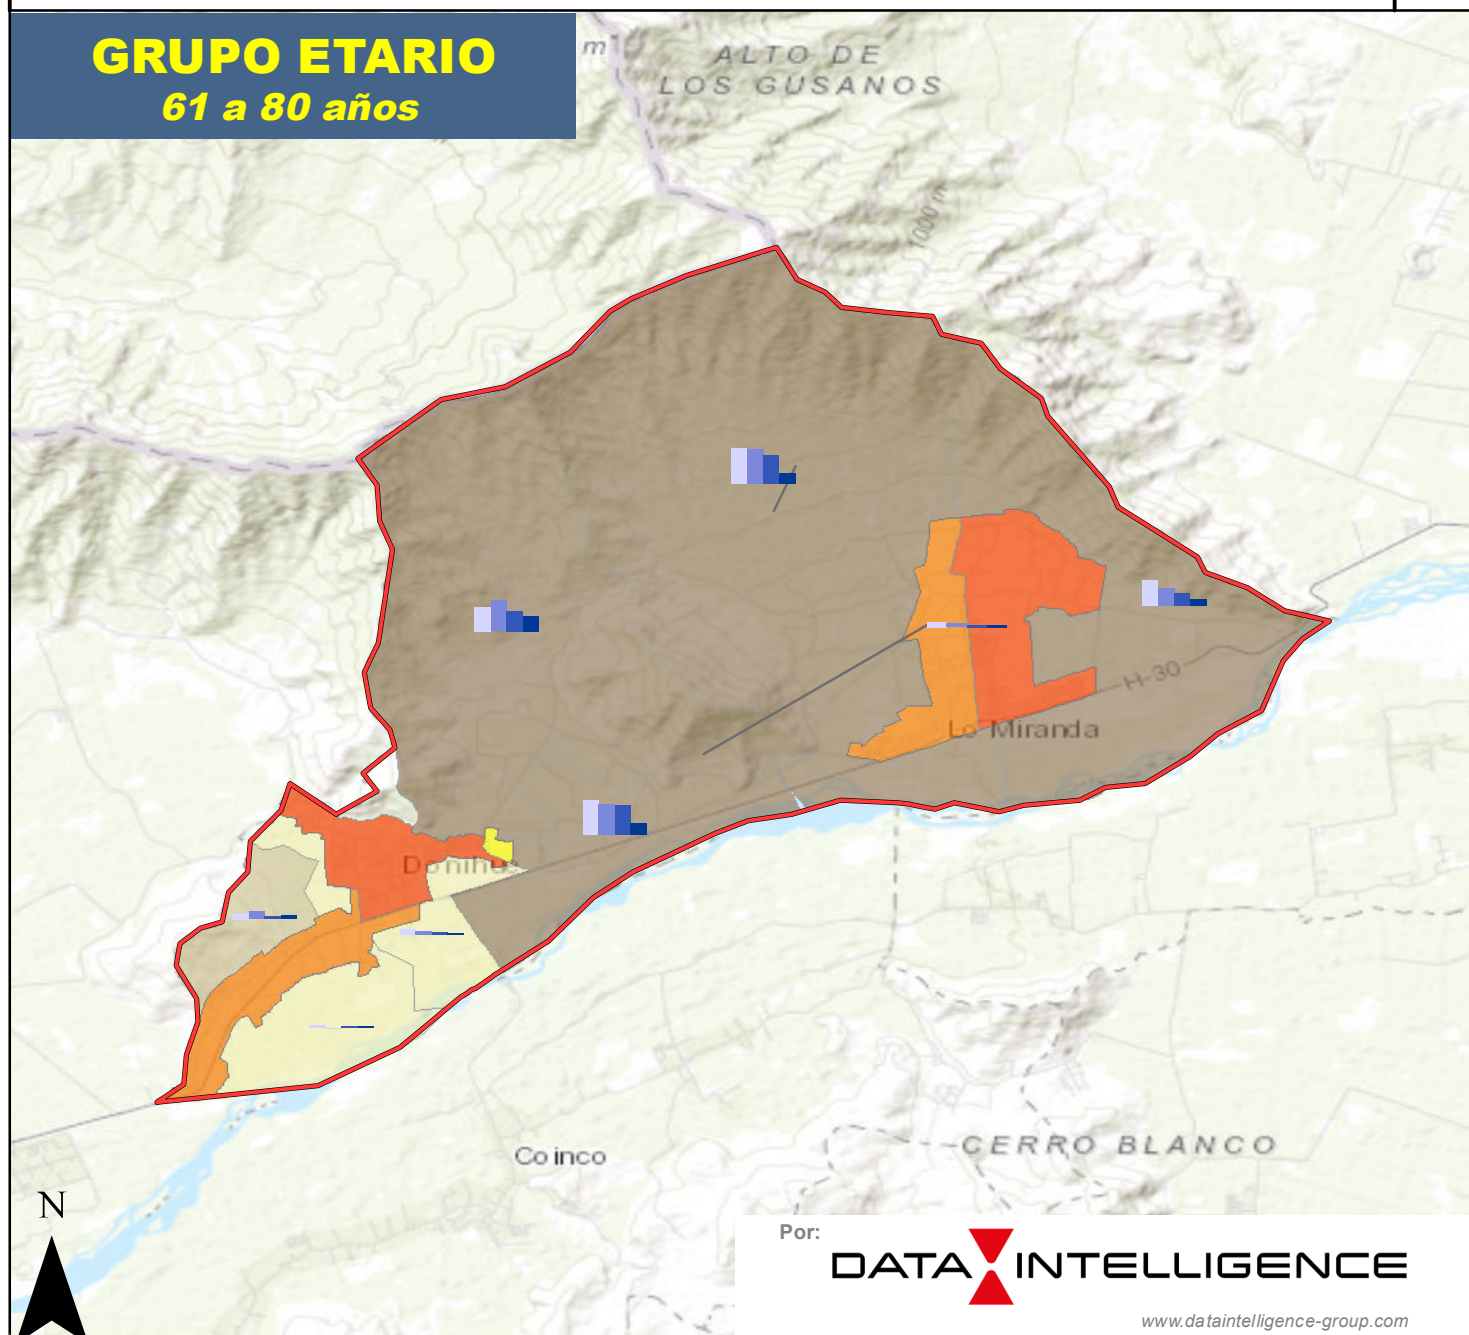 GRUPO ETARIO
61 a 80 años
m
ALTO DE
LOS GUSANOS
1000 m
H-30
Lo Miranda
Doñihue
Coinco
CERRO BLANCO
N
Por:
DATA INTELLIGENCE
www.dataintelligence-group.com